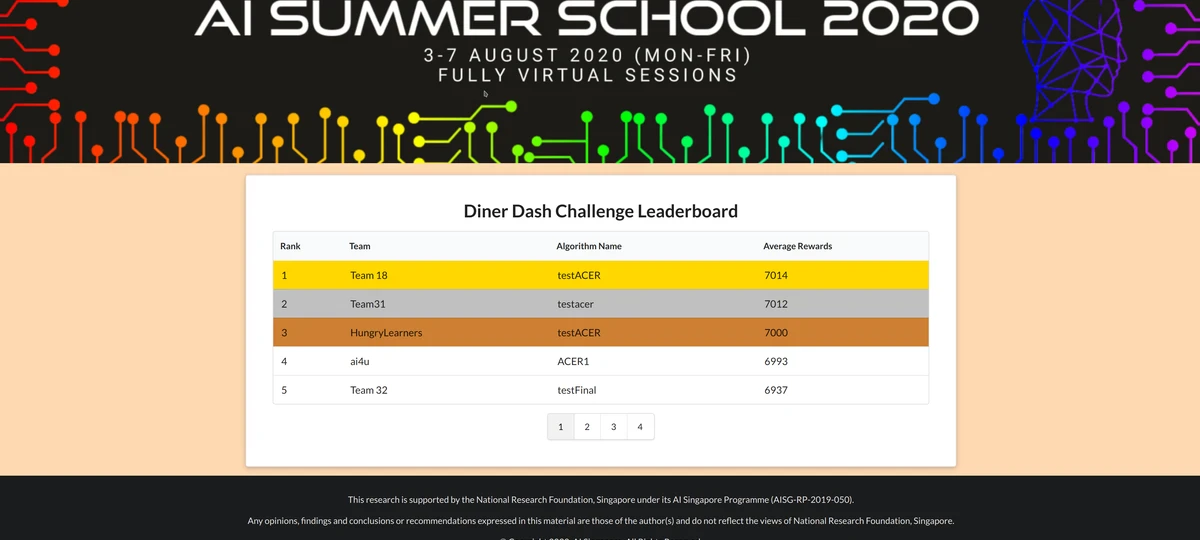 AI SUMMER SCHOOL 2020
3-7 AUGUST 2020 (MON-FRI)
FULLY VIRTUAL SESSIONS
Diner Dash Challenge Leaderboard
Rank Team Algorithm Name Average Rewards
1 Team 18 testACER 7014
2 Team31 testacer 7012
3 HungryLearners testACER 7000
4 ai4u ACER1 6993
5 Team 32 testFinal 6937
1 2 3 4
This research is supported by the National Research Foundation, Singapore under its AI Singapore Programme (AISG-RP-2019-050).
Any opinions, findings and conclusions or recommendations expressed in this material are those of the author(s) and do not reflect the views of National Research Foundation, Singapore.